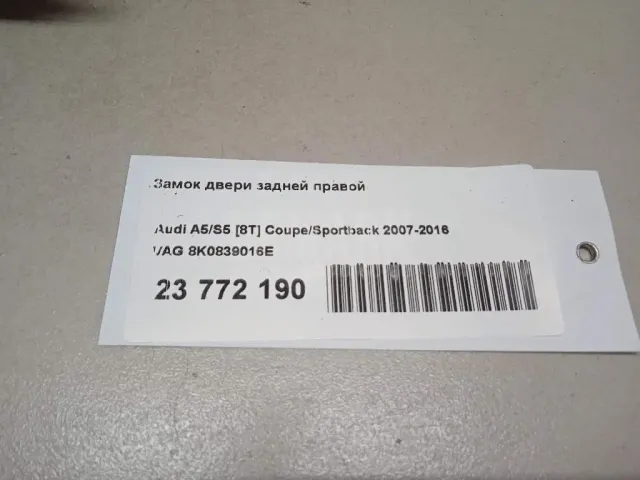 Замок двери задней правой
Audi A5/S5 [8T] Coupe/Sportback 2007-2016
VAG 8K0839016E
23 772 190